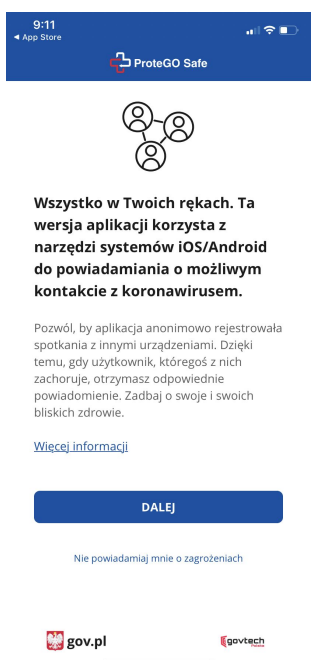 9:11
◀ App Store
ProteGO Safe
Wszystko w Twoich rękach. Ta
wersja aplikacji korzysta z
narzędzi systemów iOS/Android
do powiadamiania o możliwym
kontakcie z koronawirusem.
Pozwól, by aplikacja anonimowo rejestrowała
spotkania z innymi urządzeniami. Dzięki
temu, gdy użytkownik, któregoś z nich
zachoruje, otrzymasz odpowiednie
powiadomienie. Zadbaj o swoje i swoich
bliskich zdrowie.
Więcej informacji
DALEJ
Nie powiadamiaj mnie o zagrożeniach
gov.pl
govtech
Polska